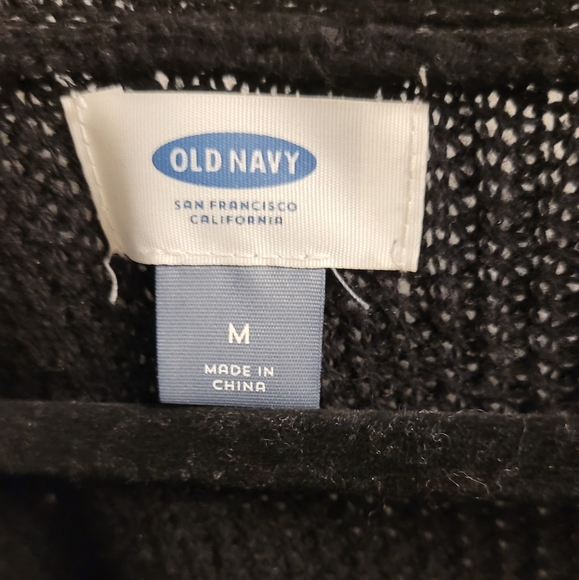 OLD NAVY
SAN FRANCISCO
CALIFORNIA
M
MADE IN
CHINA